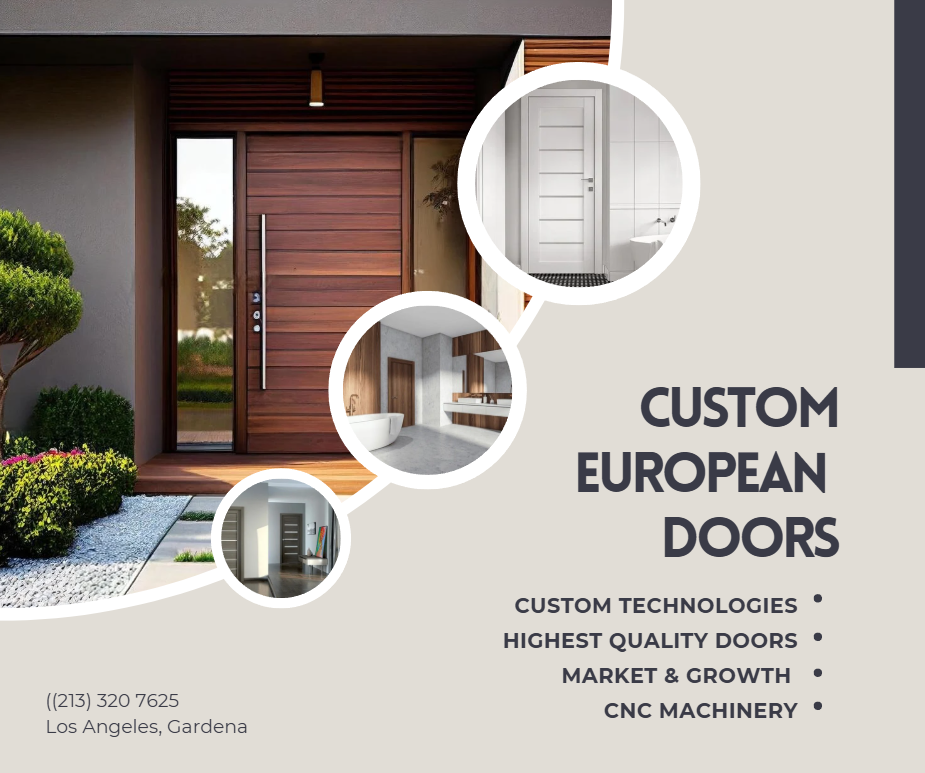 CUSTOM
EUROPEAN
DOORS
CUSTOM TECHNOLOGIES
HIGHEST QUALITY DOORS
MARKET & GROWTH
CNC MACHINERY
((213) 320 7625
Los Angeles, Gardena